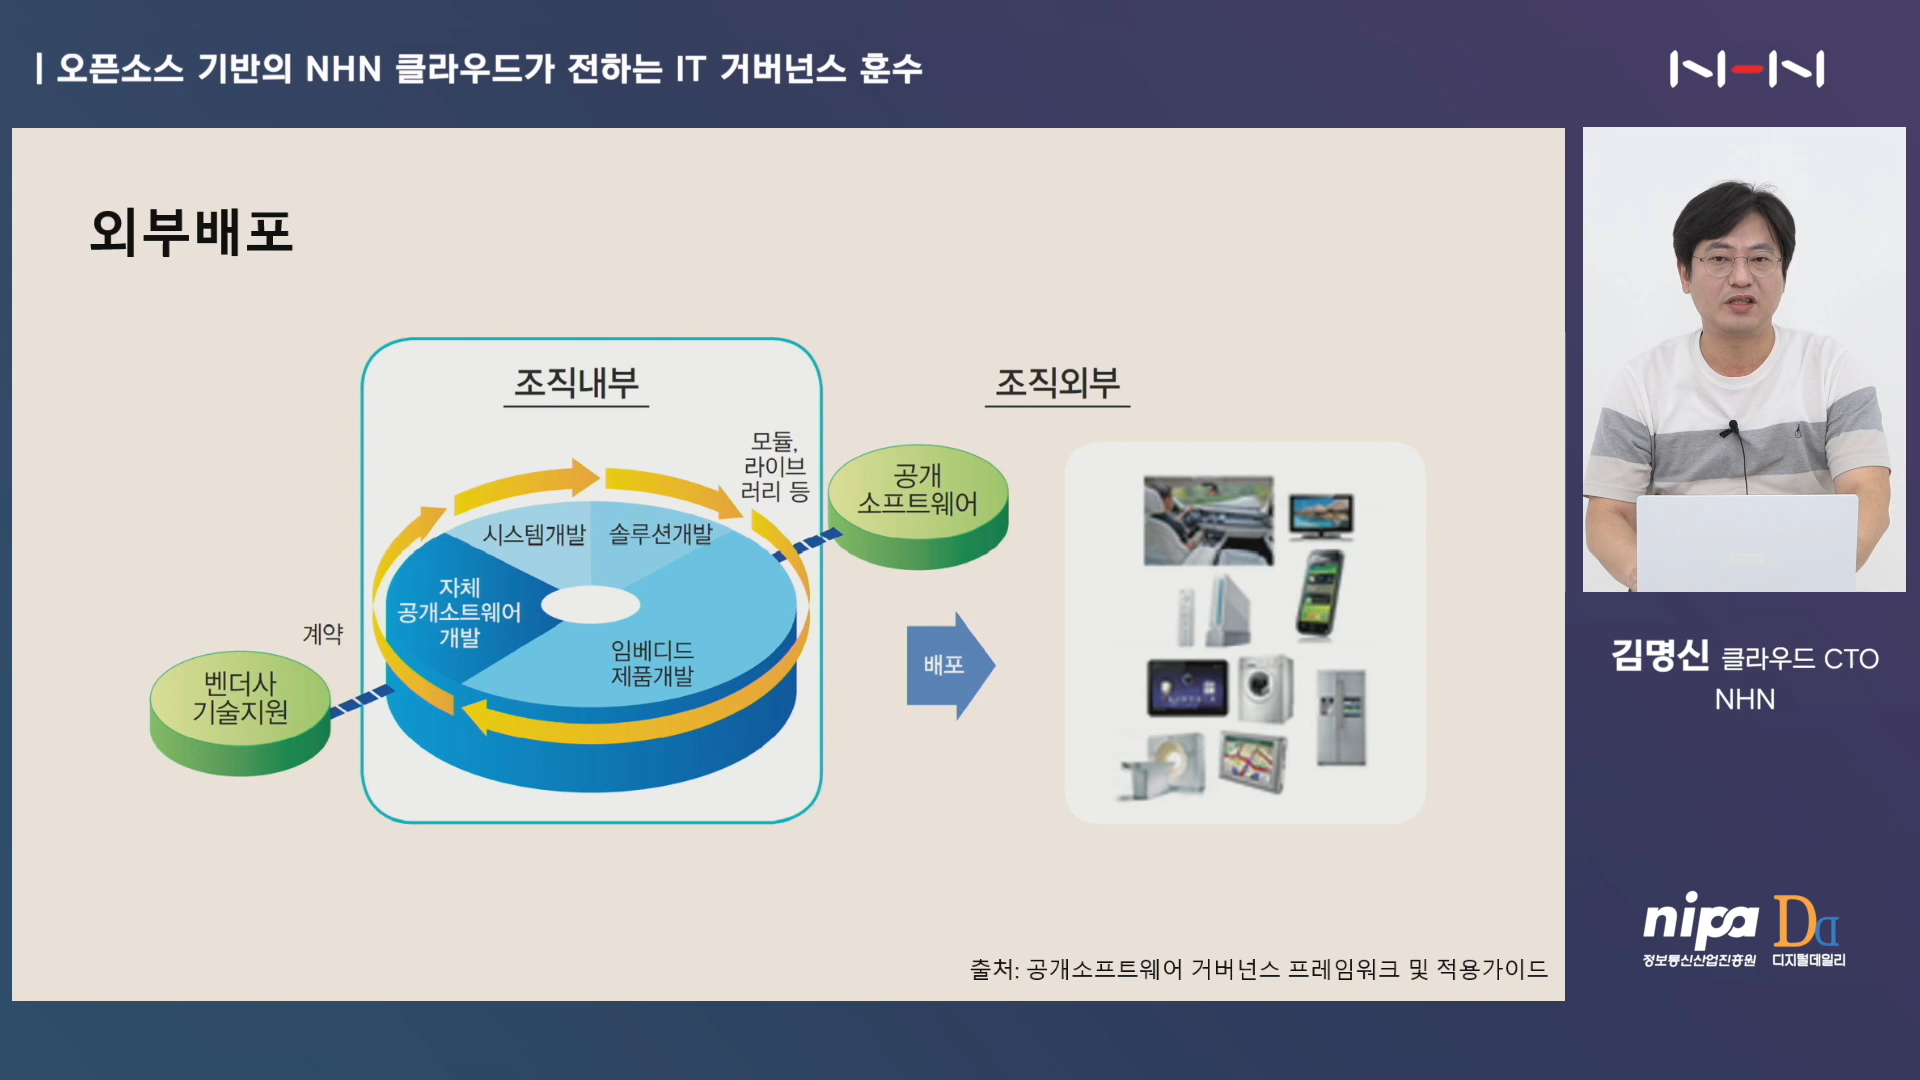 | 오픈소스 기반의 NHN 클라우드가 전하는 IT 거버넌스 훈수
NHN
외부배포
조직내부
조직외부
모듈,
라이브
러리 등
공개
소프트웨어
시스템개발
솔루션개발
자체
공개소트웨어
개발
임베디드
제품개발
계약
벤더사
기술지원
배포
출처: 공개소프트웨어 거버넌스 프레임워크 및 적용가이드
김명신 클라우드 CTO
NHN
nipa
정보통신산업진흥원
DD
디지털데일리